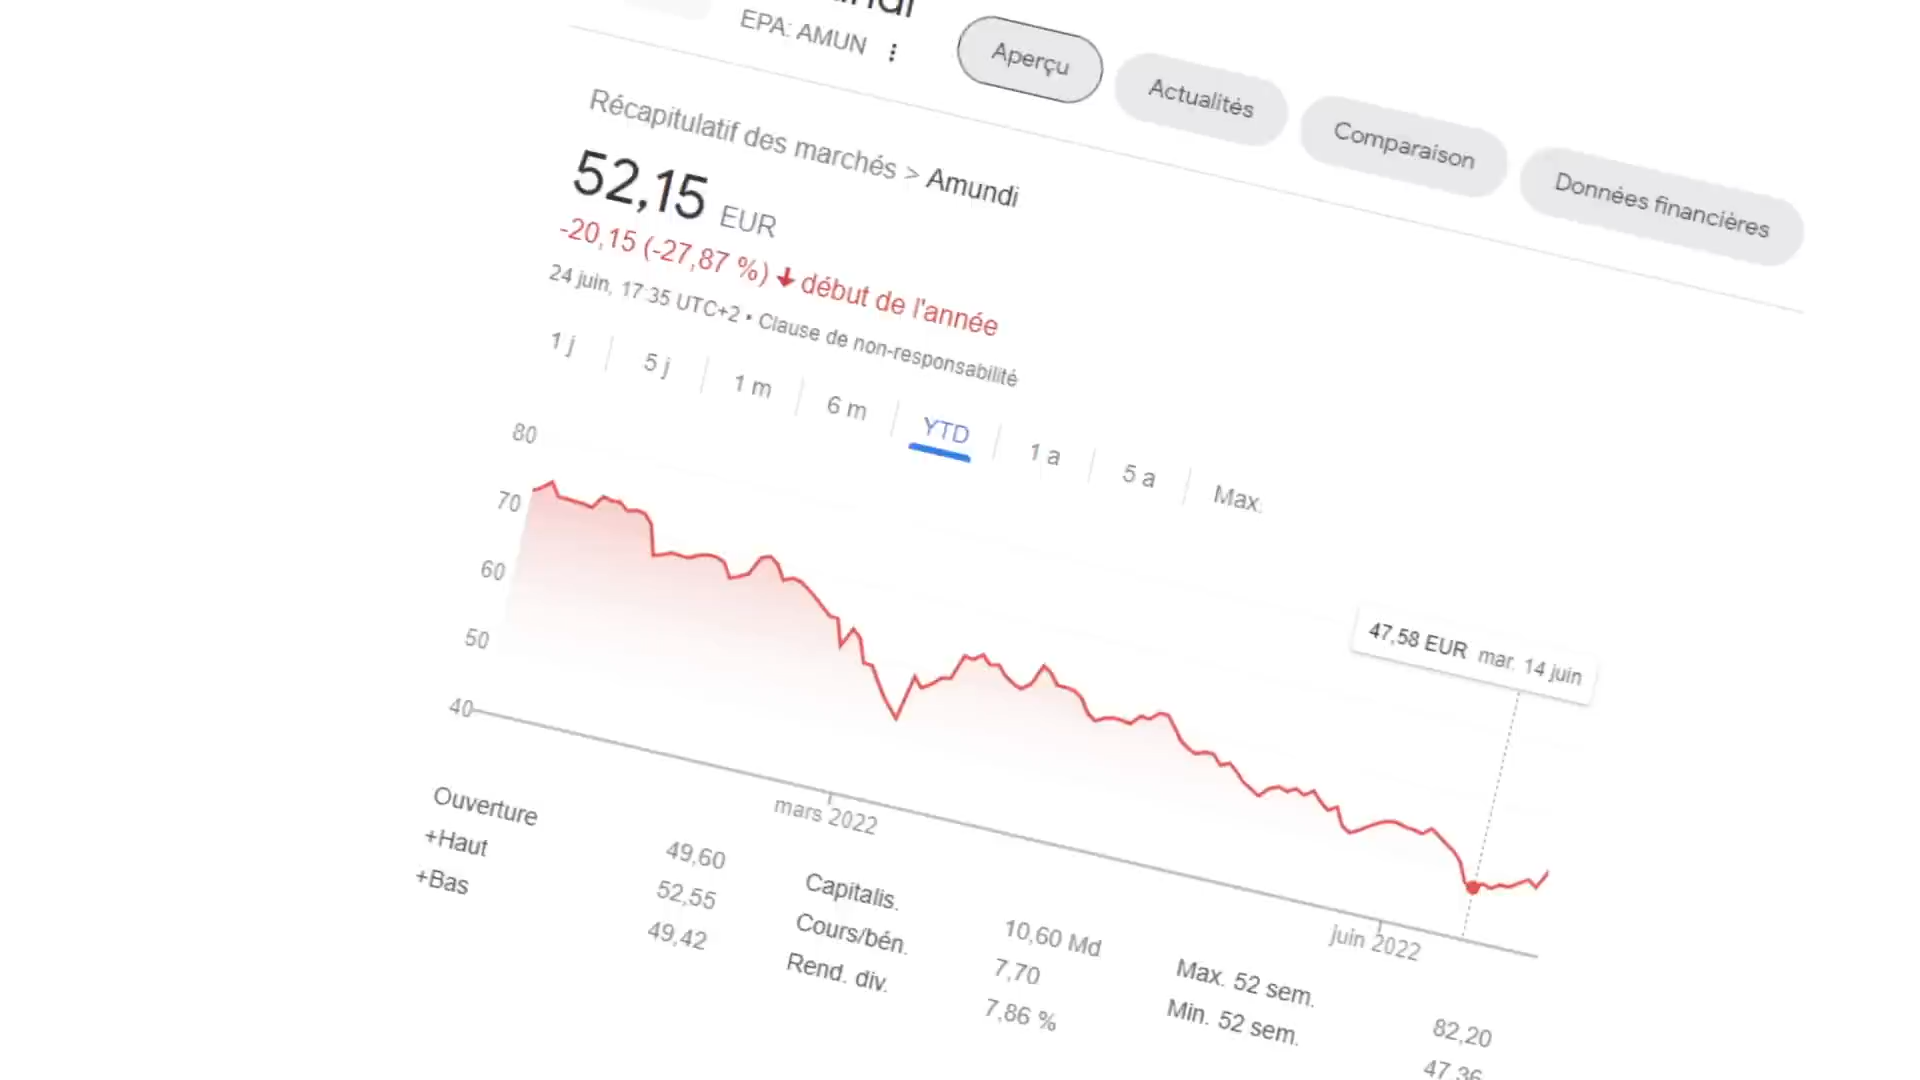 EPA: AMUN
Aperçu
Actualités
Comparaison
Données financières
Récapitulatif des marchés > Amundi
52,15 EUR
-20,15 (-27,87 %) début de l'année
24 juin, 17:35 UTC+2 • Clause de non-responsabilité
1 j
5 j
1 m
6 m
YTD
1 a
5 a
Max.
80
70
60
50
40
47,58 EUR mar. 14 juin
mars 2022
juin 2022
Ouverture 49,60
+Haut 52,55
+Bas 49,42
Capitalis. 10,60 Md
Cours/bén. 7,70
Rend. div. 7,86 %
Max. 52 sem. 82,20
Min. 52 sem. 47,36